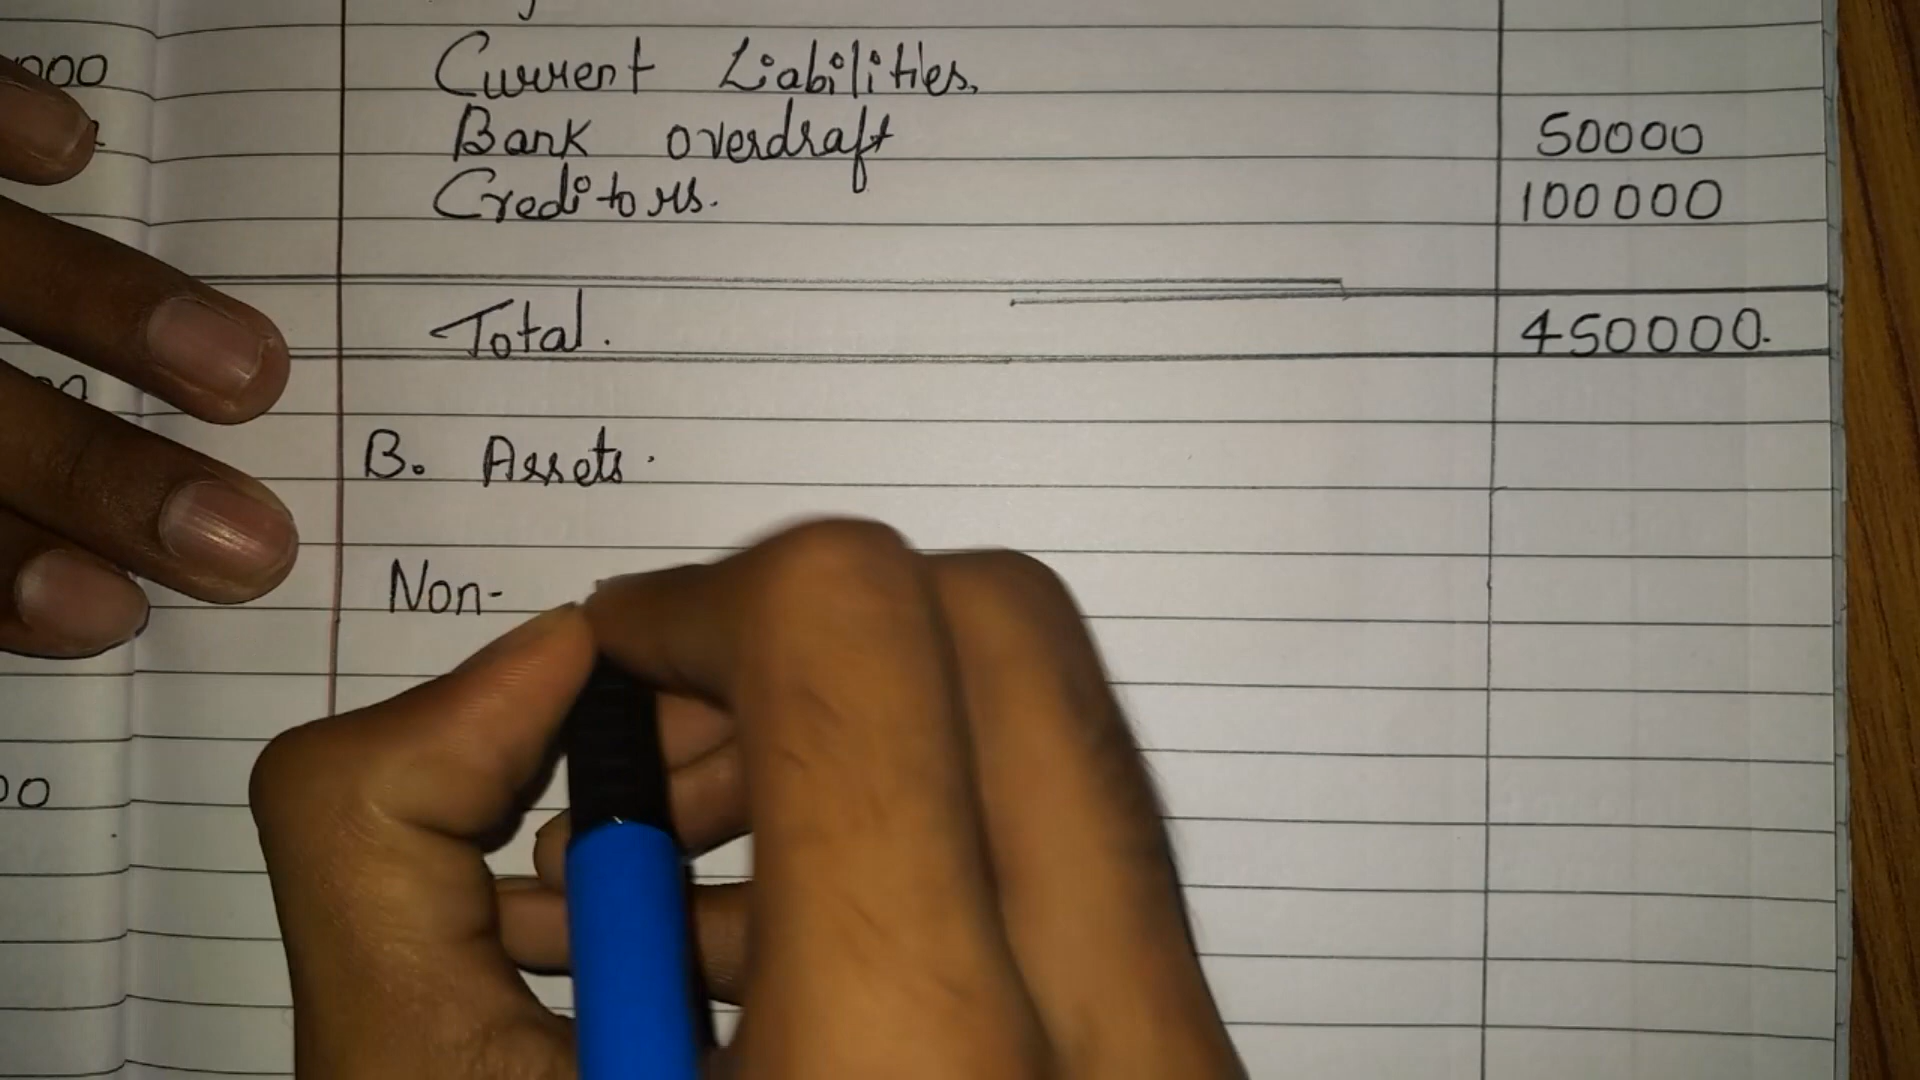 Current Liabilities.
Bank overdraft 50000
Creditors. 100000
Total. 450000.
B. Assets.
Non-